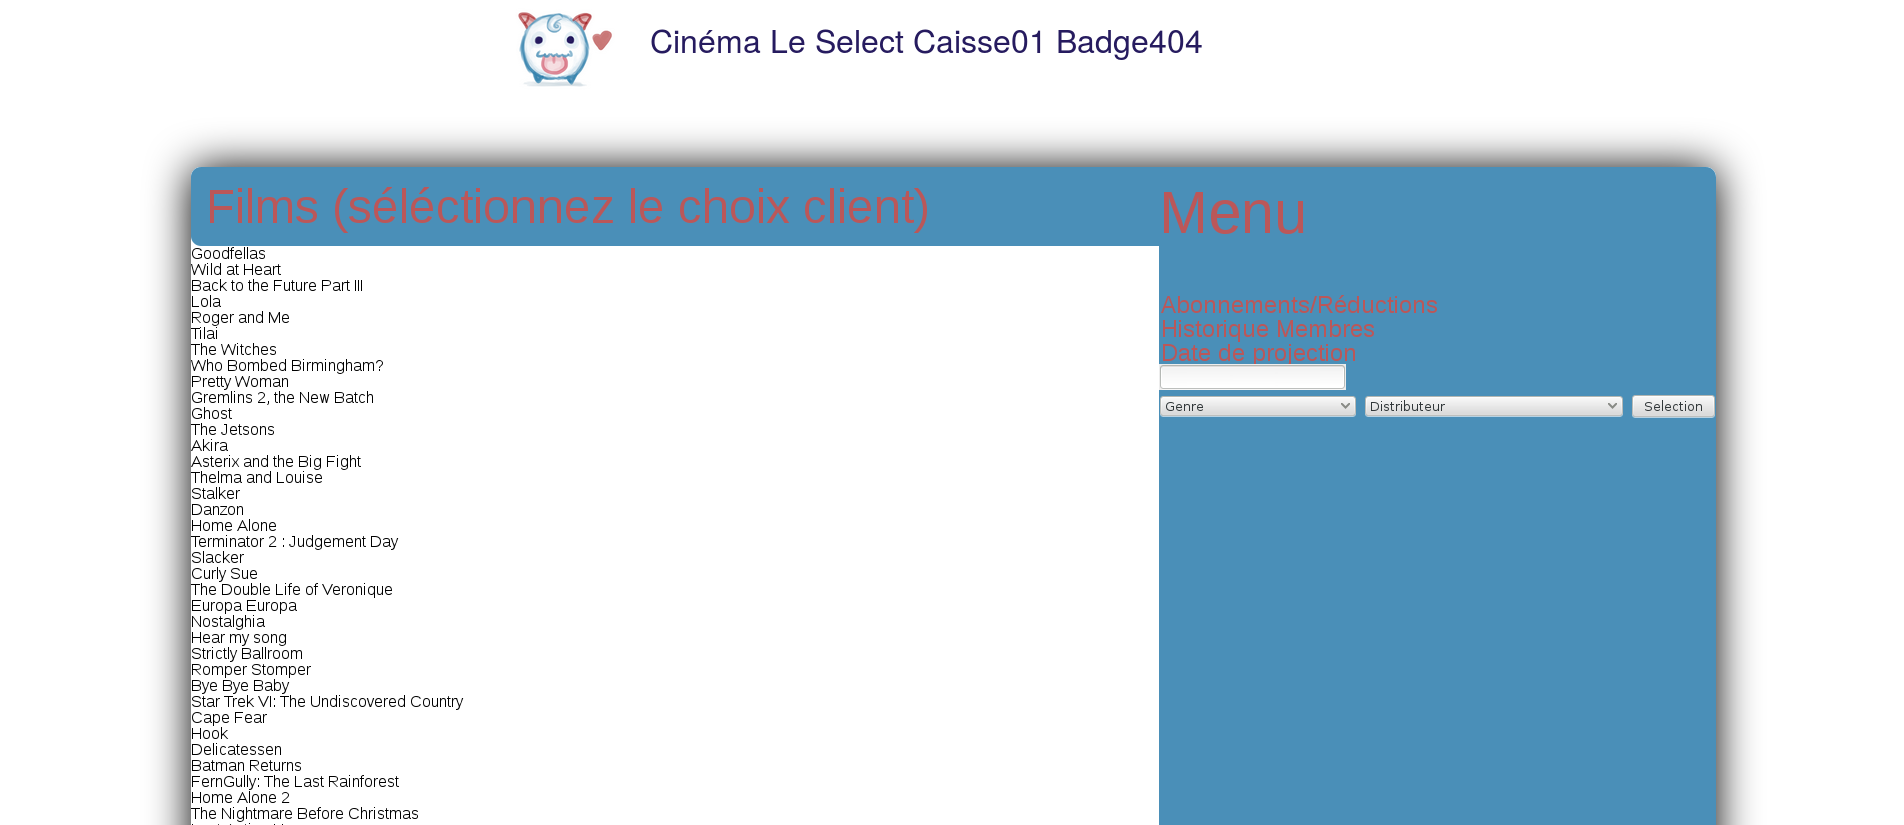 Cinéma Le Select Caisse01 Badge404
Films (séléctionnez le choix client)
Goodfellas
Wild at Heart
Back to the Future Part III
Lola
Roger and Me
Tilai
The Witches
Who Bombed Birmingham?
Pretty Woman
Gremlins 2, the New Batch
Ghost
The Jetsons
Akira
Asterix and the Big Fight
Thelma and Louise
Stalker
Danzon
Home Alone
Terminator 2 : Judgement Day
Slacker
Curly Sue
The Double Life of Veronique
Europa Europa
Nostalghia
Hear my song
Strictly Ballroom
Romper Stomper
Bye Bye Baby
Star Trek VI: The Undiscovered Country
Cape Fear
Hook
Delicatessen
Batman Returns
FernGully: The Last Rainforest
Home Alone 2
The Nightmare Before Christmas
Menu
Abonnements/Réductions
Historique Membres
Date de projection
Genre Distributeur Selection